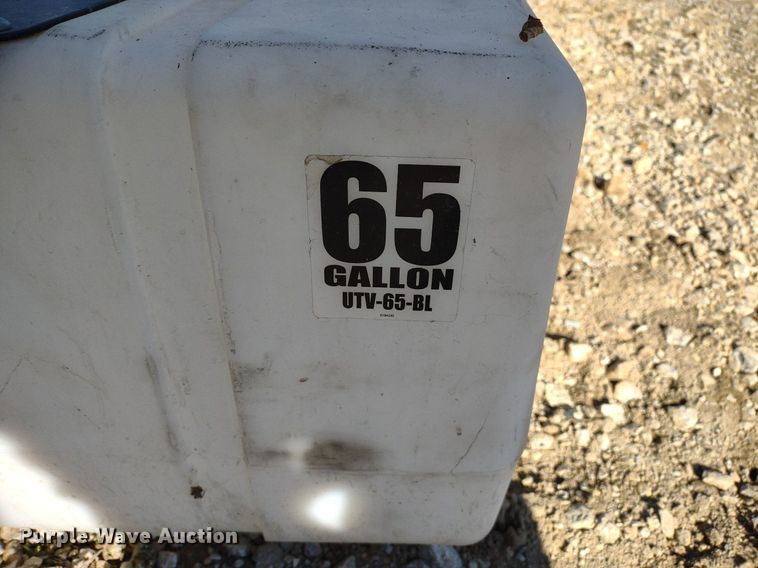 65
GALLON
UTV-65-BL
Purple Wave Auction